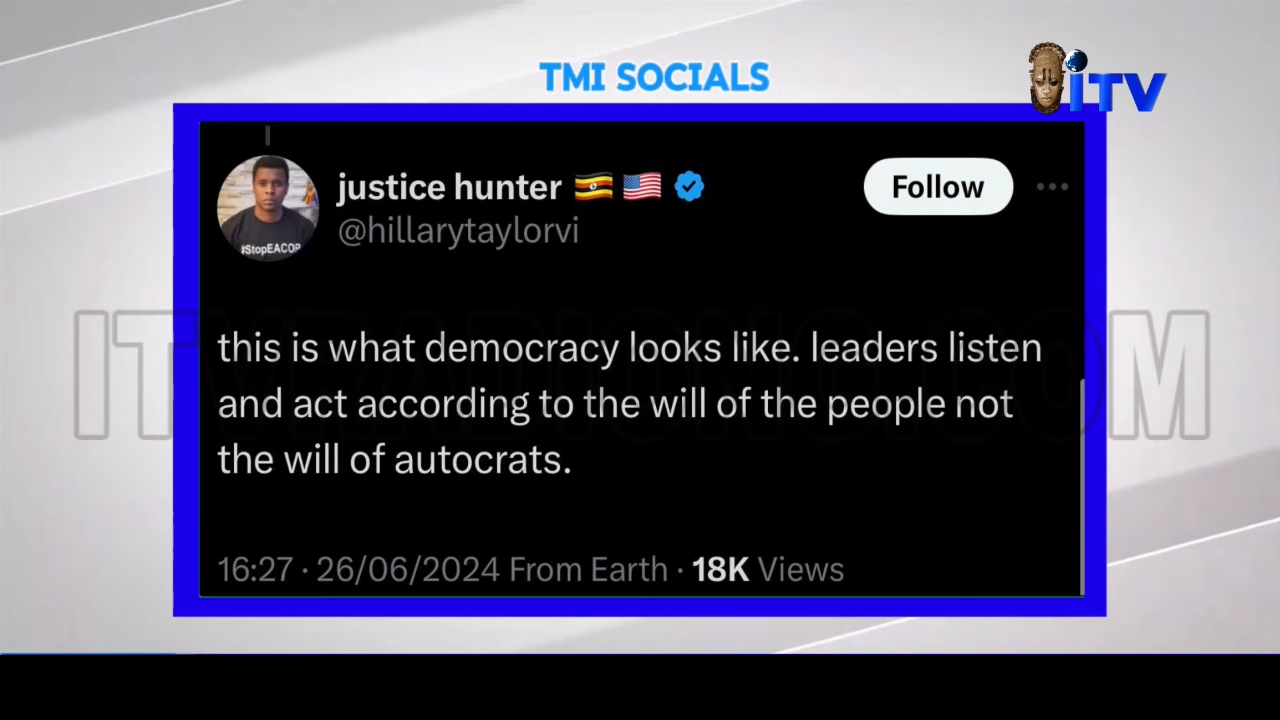 TMI SOCIALS
iTV
justice hunter 🇺🇬 🇺🇸
Follow
@hillarytaylorvi
#StopEACOP
this is what democracy looks like. leaders listen
and act according to the will of the people not
the will of autocrats.
16:27 · 26/06/2024 From Earth · 18K Views